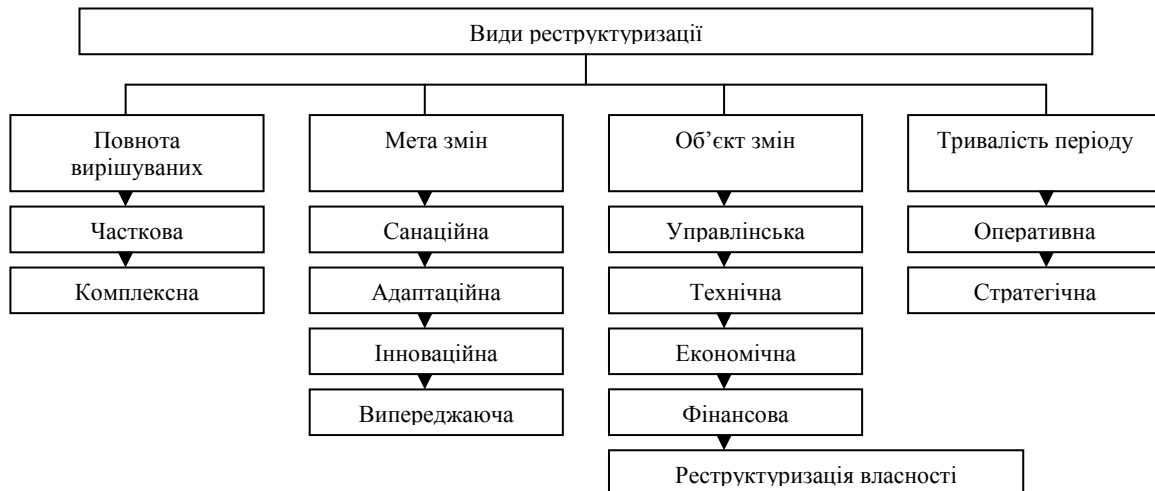 Види реструктуризації
Повнота
вирішуваних
Часткова
Комплексна
Мета змін
Санаційна
Адаптаційна
Інноваційна
Випереджаюча
Об’єкт змін
Управлінська
Технічна
Економічна
Фінансова
Реструктуризація власності
Тривалість періоду
Оперативна
Стратегічна